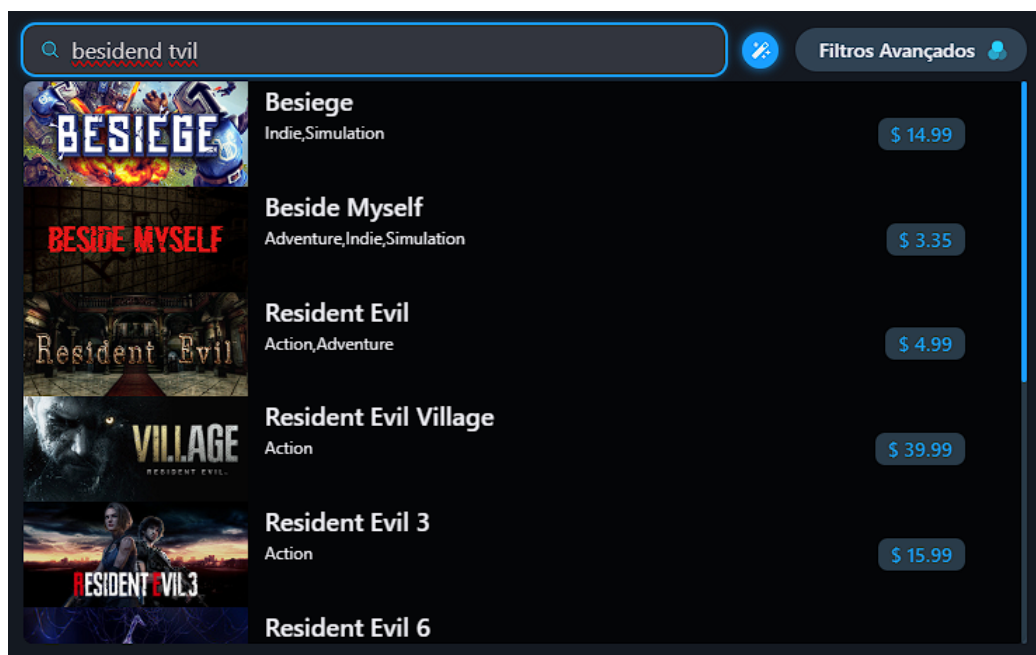 besidend tvil
Filtros Avançados
BESIEGE
Besiege
Indie,Simulation
$ 14.99
BESIDE MYSELF
Beside Myself
Adventure,Indie,Simulation
$ 3.35
Resident Evil
Resident Evil
Action,Adventure
$ 4.99
VILLAGE
RESIDENT EVIL
Resident Evil Village
Action
$ 39.99
RESIDENT EVIL 3
Resident Evil 3
Action
$ 15.99
Resident Evil 6